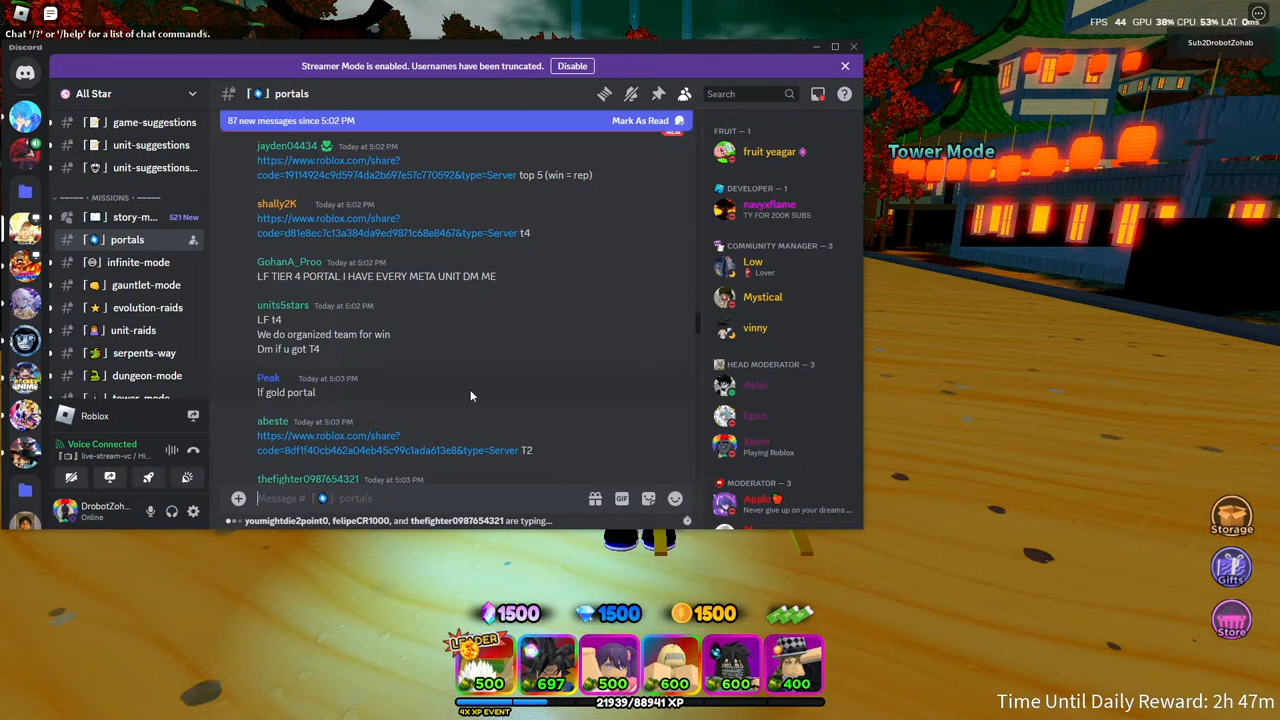 Chat '/?' or '/help' for a list of chat commands.
FPS 44 GPU 38% CPU 53% LAT 0ms
Sub2DrobotZohab
Discord
Streamer Mode is enabled. Usernames have been truncated. Disable
All Star
game-suggestions
unit-suggestions
unit-suggestions...
MISSIONS
story-m... 521 New
portals
infinite-mode
gauntlet-mode
evolution-raids
unit-raids
serpents-way
dungeon-mode
Roblox
Voice Connected
live-stream-vc / Hi...
DrobotZoh...
Online
portals
Search
87 new messages since 5:02 PM Mark As Read
NEW
jayden04434 Today at 5:02 PM
https://www.roblox.com/share?
code=19114924c9d5974da2b697e57c770592&type=Server top 5 (win = rep)
shally2K Today at 5:02 PM
https://www.roblox.com/share?
code=d81e8ec7c13a384da9ed9871c68e8467&type=Server t4
GohanA_Proo Today at 5:02 PM
LF TIER 4 PORTAL I HAVE EVERY META UNIT DM ME
units5stars Today at 5:02 PM
LF t4
We do organized team for win
Dm if u got T4
Peak Today at 5:03 PM
lf gold portal
abeste Today at 5:03 PM
https://www.roblox.com/share?
code=8df1f40cb462a04eb45c99c1ada613e8&type=Server T2
thefighter0987654321 Today at 5:03 PM
Message # portals
GIF
youmightdie2point0, felipeCR1000, and thefighter0987654321 are typing...
FRUIT — 1
fruit yeagar
DEVELOPER — 1
navyxflame
TY FOR 200K SUBS
COMMUNITY MANAGER — 3
Low
Lover
Mystical
vinny
HEAD MODERATOR — 3
Astul
Epico
Xeem
Playing Roblox
MODERATOR — 3
Apple
Never give up on your dreams ...
Tower Mode
Storage
Gifts
Store
1500 1500 1500
LEADER
500 697 500 600 600 400
21939/88941 XP
4X XP EVENT
Time Until Daily Reward: 2h 47m